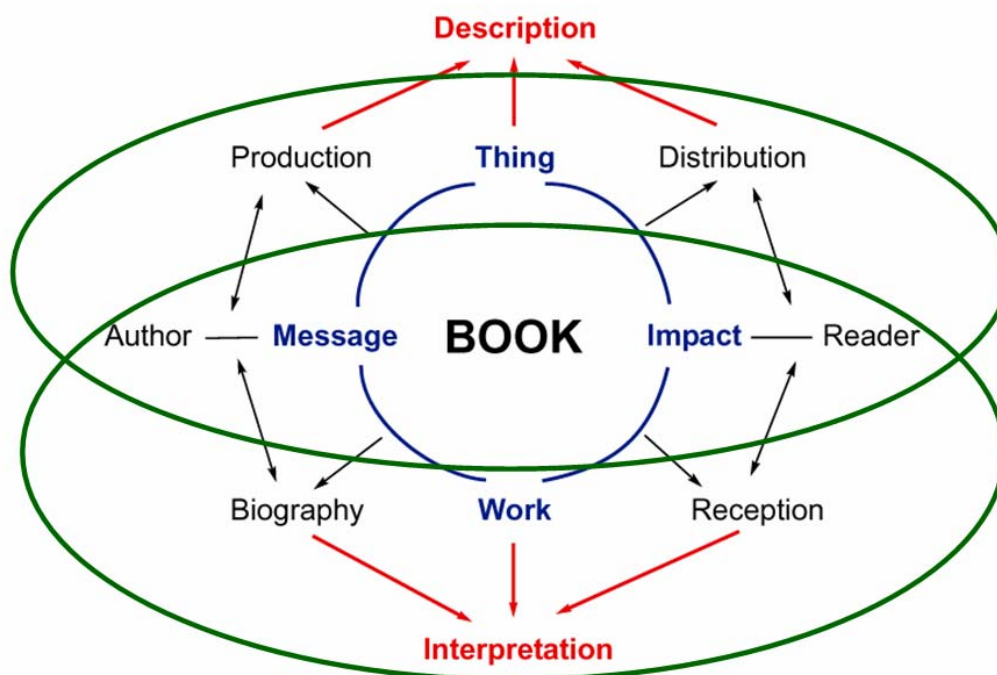 Description
Production Thing Distribution
Author Message BOOK Impact Reader
Biography Work Reception
Interpretation